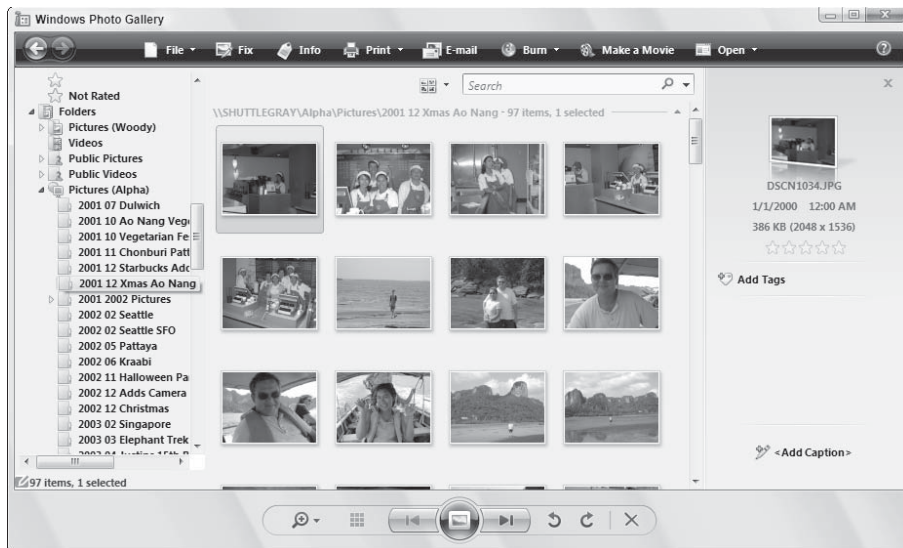 Windows Photo Gallery
File Fix Info Print E-mail Burn Make a Movie Open
Search
Not Rated
Folders
Pictures (Woody)
Videos
Public Pictures
Public Videos
Pictures (Alpha)
2001 07 Dulwich
2001 10 Ao Nang Veg
2001 10 Vegetarian Fe
2001 11 Chonburi Patt
2001 12 Starbucks Adc
2001 12 Xmas Ao Nang
2001 2002 Pictures
2002 02 Seattle
2002 02 Seattle SFO
2002 05 Pattaya
2002 06 Kraabi
2002 11 Halloween Pa
2002 12 Adds Camera
2002 12 Christmas
2003 02 Singapore
2003 03 Elephant Trek
97 items, 1 selected
\\SHUTTLEGRAY\Alpha\Pictures\2001 12 Xmas Ao Nang - 97 items, 1 selected
DSCN1034.JPG
1/1/2000 12:00 AM
386 KB (2048 x 1536)
Add Tags
<Add Caption>